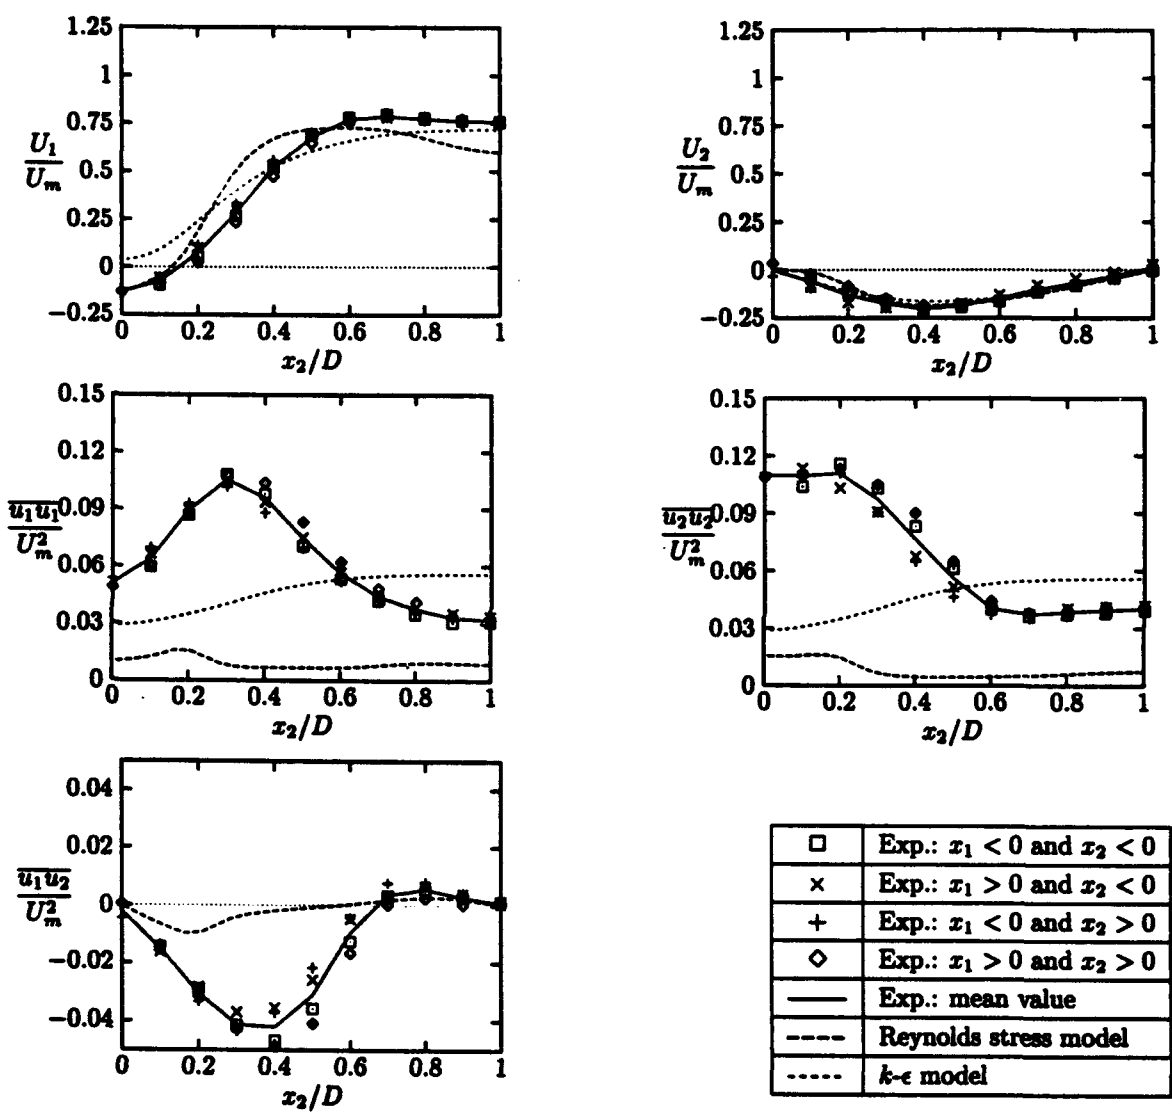 1.25
1
0.75
0.5
0.25
0
−0.25
U₁
Uₘ
0 0.2 0.4 0.6 0.8 1
x₂/D
1.25
1
0.75
0.5
0.25
0
−0.25
U₂
Uₘ
0 0.2 0.4 0.6 0.8 1
x₂/D
0.15
0.12
0.09
0.06
0.03
0
u₁u₁
U²ₘ
0 0.2 0.4 0.6 0.8 1
x₂/D
0.15
0.12
0.09
0.06
0.03
0
u₂u₂
U²ₘ
0 0.2 0.4 0.6 0.8 1
x₂/D
0.04
0.02
0
−0.02
−0.04
u₁u₂
U²ₘ
0 0.2 0.4 0.6 0.8 1
x₂/D
Exp.: x₁ < 0 and x₂ < 0
Exp.: x₁ > 0 and x₂ < 0
Exp.: x₁ < 0 and x₂ > 0
Exp.: x₁ > 0 and x₂ > 0
Exp.: mean value
Reynolds stress model
k-ϵ model